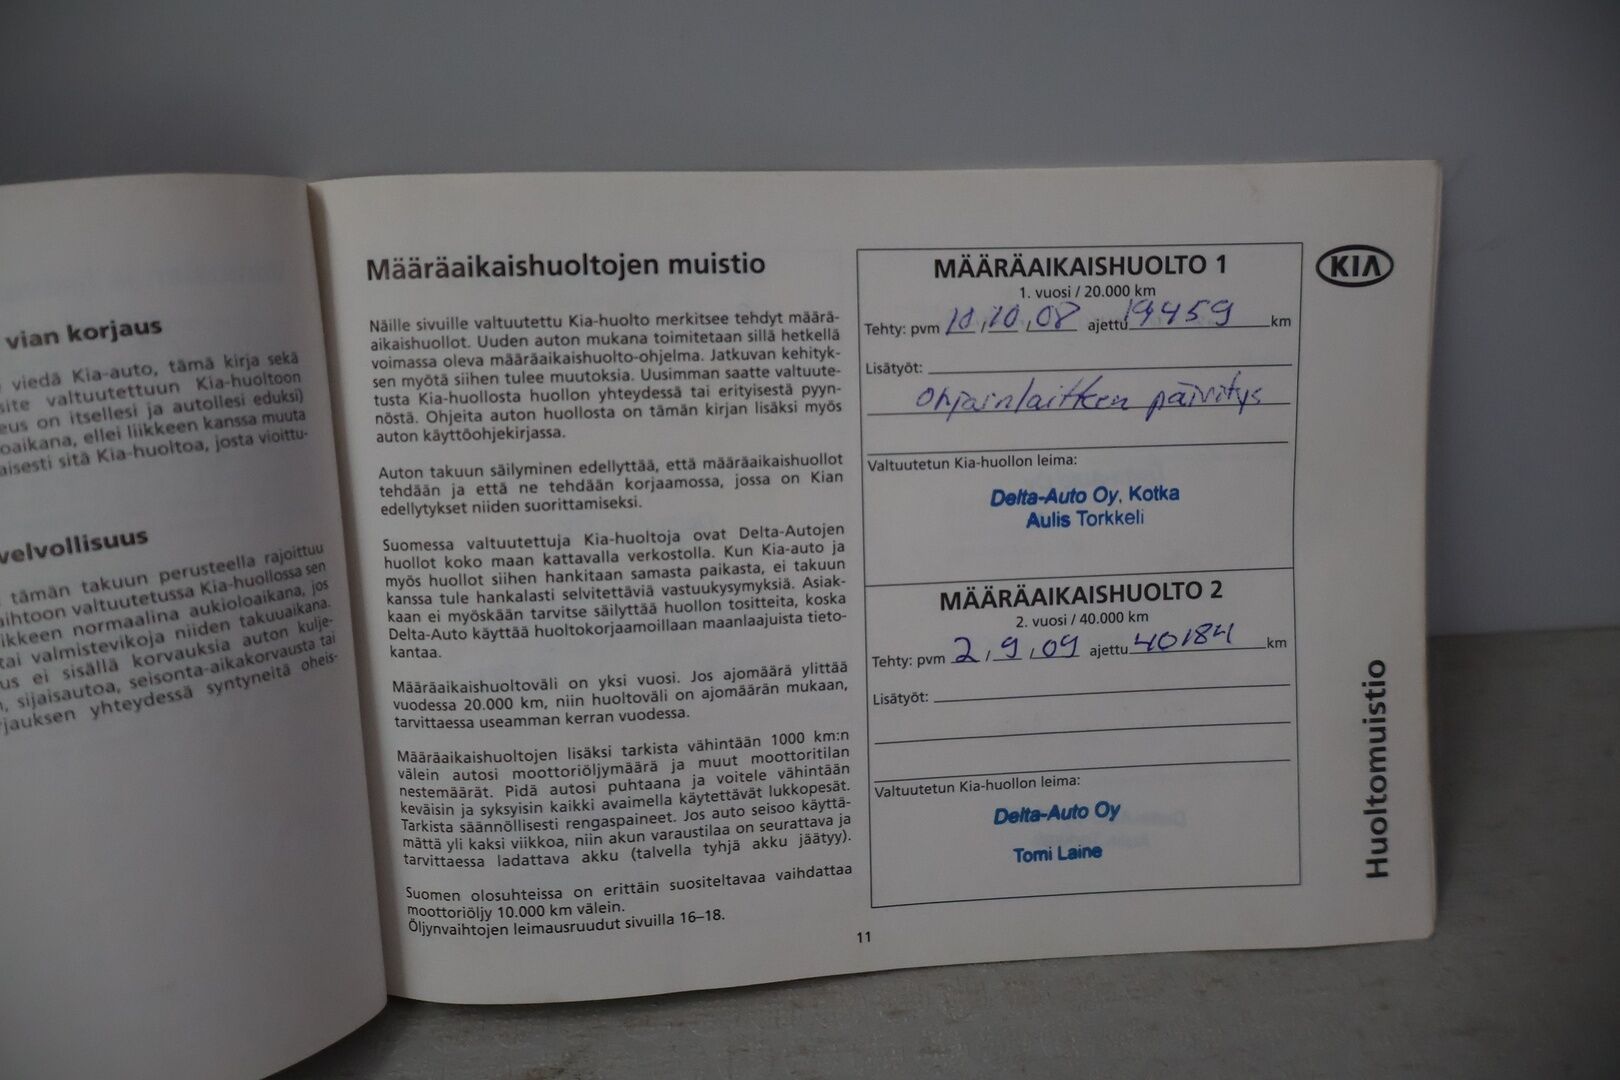 vian korjaus
viedä Kia-auto, tämä kirja sekä
site valtuutettuun Kia-huoltoon
eus on itsellesi ja autollesi eduksi)
oaikana, ellei liikkeen kanssa muuta
aisesti sitä Kia-huoltoa, josta vioittu-
velvollisuus
tämän takuun perusteella rajoittuu
aihtoon valtuutetussa Kia-huollossa sen
iikkeen normaalina aukioloaikana, jos
tai valmistevikoja niiden takuuaikana.
us ei sisällä korvauksia auton kulje-
n, sijaisautoa, seisonta-aikakorvausta tai
rjauksen yhteydessä syntyneitä oheis-
Määräaikaishuoltojen muistio
Näille sivuille valtuutettu Kia-huolto merkitsee tehdyt määrä-
aikaishuollot. Uuden auton mukana toimitetaan sillä hetkellä
voimassa oleva määräaikaishuolto-ohjelma. Jatkuvan kehityk-
sen myötä siihen tulee muutoksia. Uusimman saatte valtuute-
tusta Kia-huollosta huollon yhteydessä tai erityisestä pyyn-
nöstä. Ohjeita auton huollosta on tämän kirjan lisäksi myös
auton käyttöohjekirjassa.
Auton takuun säilyminen edellyttää, että määräaikaishuollot
tehdään ja että ne tehdään korjaamossa, jossa on Kian
edellytykset niiden suorittamiseksi.
Suomessa valtuutettuja Kia-huoltoja ovat Delta-Autojen
huollot koko maan kattavalla verkostolla. Kun Kia-auto ja
myös huollot siihen hankitaan samasta paikasta, ei takuun
kanssa tule hankalasti selvitettäviä vastuukysymyksiä. Asiak-
kaan ei myöskään tarvitse säilyttää huollon tositteita, koska
Delta-Auto käyttää huoltokorjaamoillaan maanlaajuista tieto-
kantaa.
Määräaikaishuoltoväli on yksi vuosi. Jos ajomäärä ylittää
vuodessa 20.000 km, niin huoltoväli on ajomäärän mukaan,
tarvittaessa useamman kerran vuodessa.
Määräaikaishuoltojen lisäksi tarkista vähintään 1000 km:n
välein autosi moottoriöljymäärä ja muut moottoritilan
nestemäärät. Pidä autosi puhtaana ja voitele vähintään
keväisin ja syksyisin kaikki avaimella käytettävät lukkopesät.
Tarkista säännöllisesti rengaspaineet. Jos auto seisoo käyttä-
mättä yli kaksi viikkoa, niin akun varaustilaa on seurattava ja
tarvittaessa ladattava akku (talvella tyhjä akku jäätyy).
Suomen olosuhteissa on erittäin suositeltavaa vaihdattaa
moottoriöljy 10.000 km välein.
Öljynvaihtojen leimausruudut sivuilla 16–18.
MÄÄRÄAIKAISHUOLTO 1
1. vuosi / 20.000 km
Tehty: pvm 10,10,08 ajettu 19459 km
Lisätyöt:
Ohjainlaitteen päivitys
Valtuutetun Kia-huollon leima:
Delta-Auto Oy, Kotka
Aulis Torkkeli
MÄÄRÄAIKAISHUOLTO 2
2. vuosi / 40.000 km
Tehty: pvm 2,9,09 ajettu 40184 km
Lisätyöt:
Valtuutetun Kia-huollon leima:
Delta-Auto Oy
Tomi Laine
11
KIA
Huoltomuistio